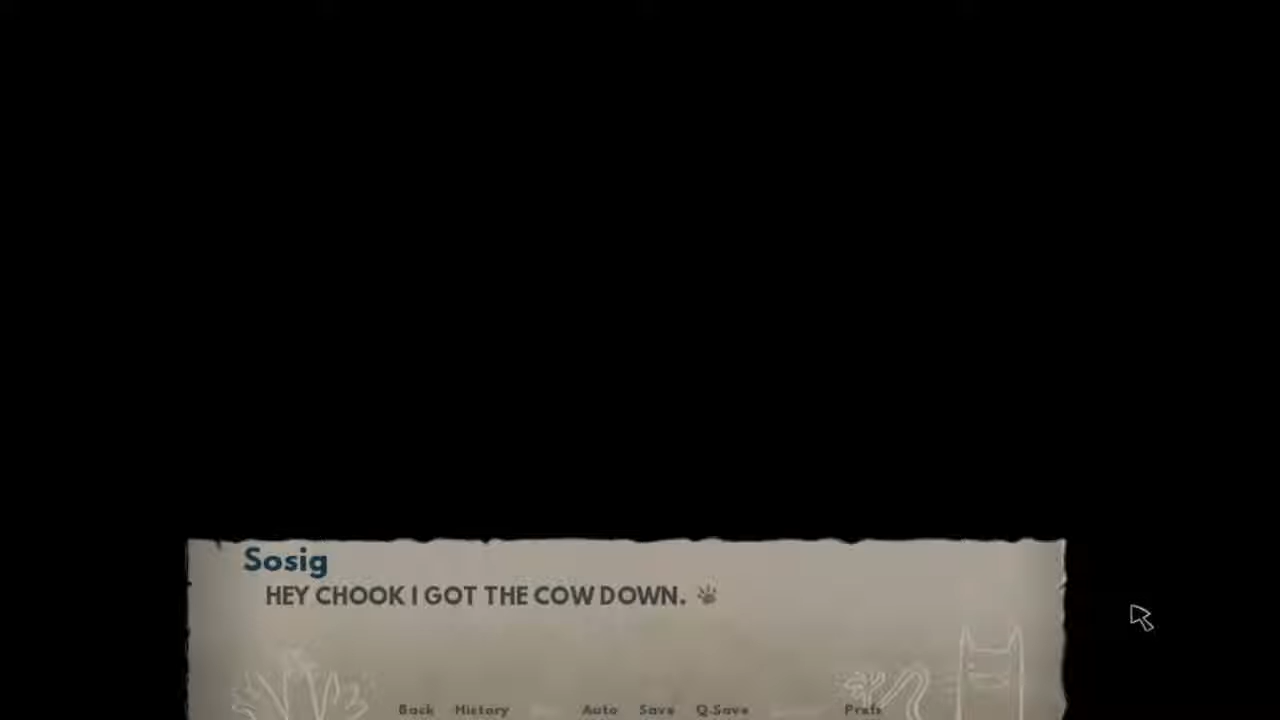 Sosig
HEY CHOOK I GOT THE COW DOWN.
Back History Auto Save Q.Save Prefs